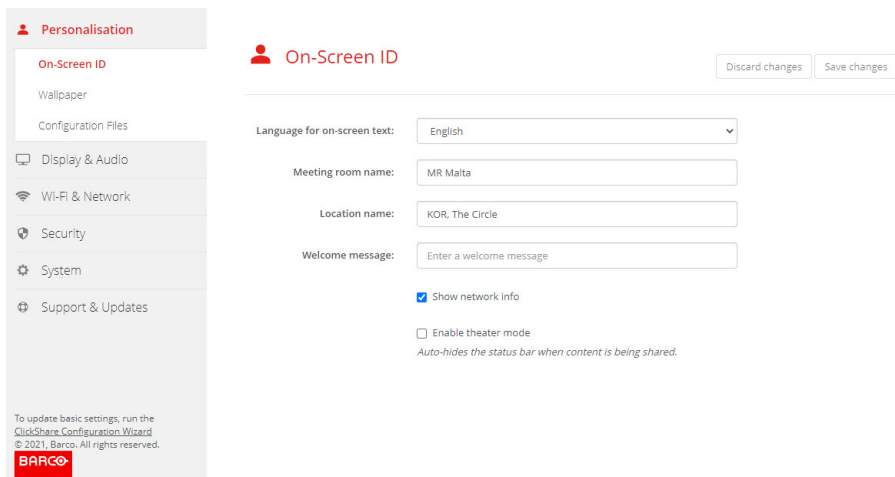 Personalisation
On-Screen ID
Wallpaper
Configuration Files
Display & Audio
Wi-Fi & Network
Security
System
Support & Updates
To update basic settings, run the
ClickShare Configuration Wizard
© 2021, Barco. All rights reserved.
BARCO
On-Screen ID
Discard changes
Save changes
Language for on-screen text: English
Meeting room name: MR Malta
Location name: KOR, The Circle
Welcome message: Enter a welcome message
Show network info
Enable theater mode
Auto-hides the status bar when content is being shared.